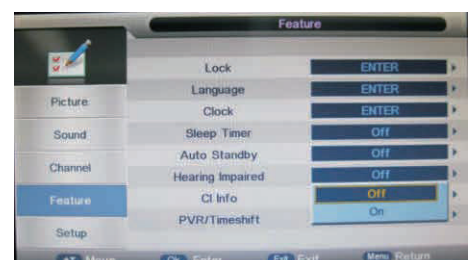 Feature
Lock ENTER
Picture
Language ENTER
Clock ENTER
Sound
Sleep Timer Off
Auto Standby Off
Channel
Hearing Impaired Off
Feature
CI Info Off
PVR/Timeshift On
Setup
Move Enter Exit Exit Menu Return